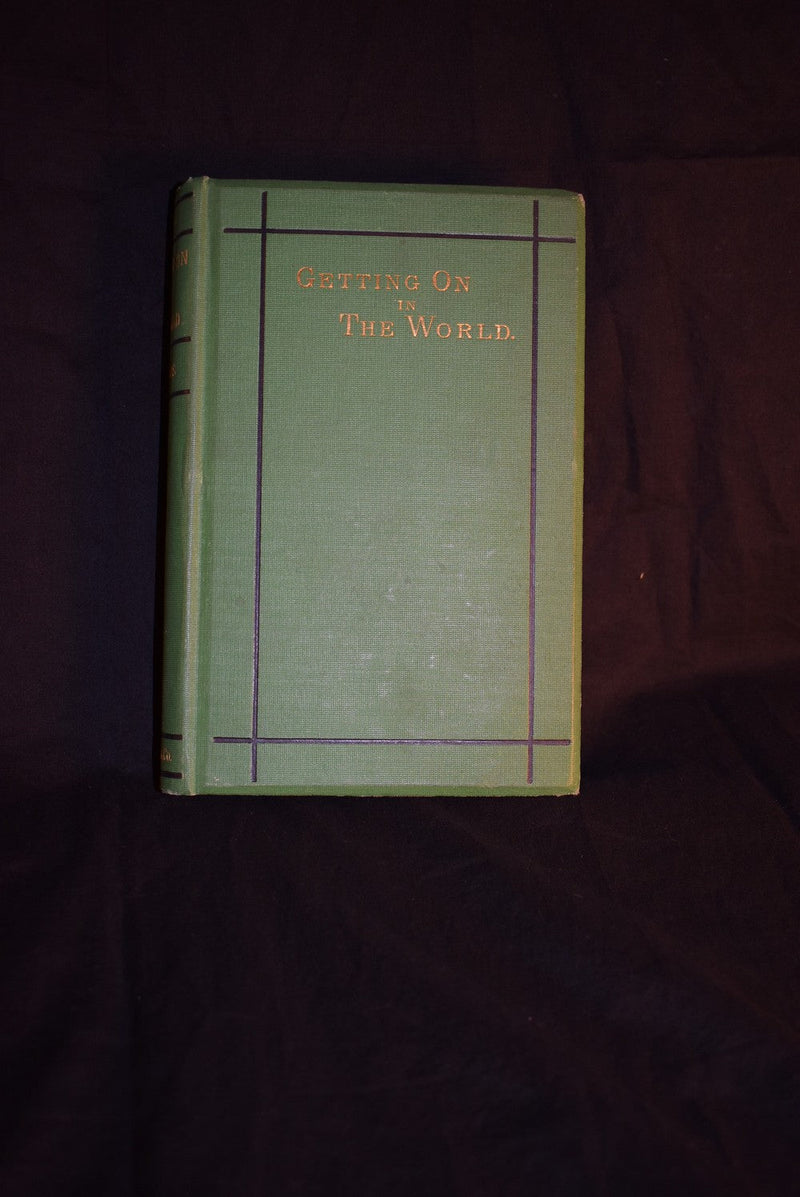 GETTING ON
IN
THE WORLD.